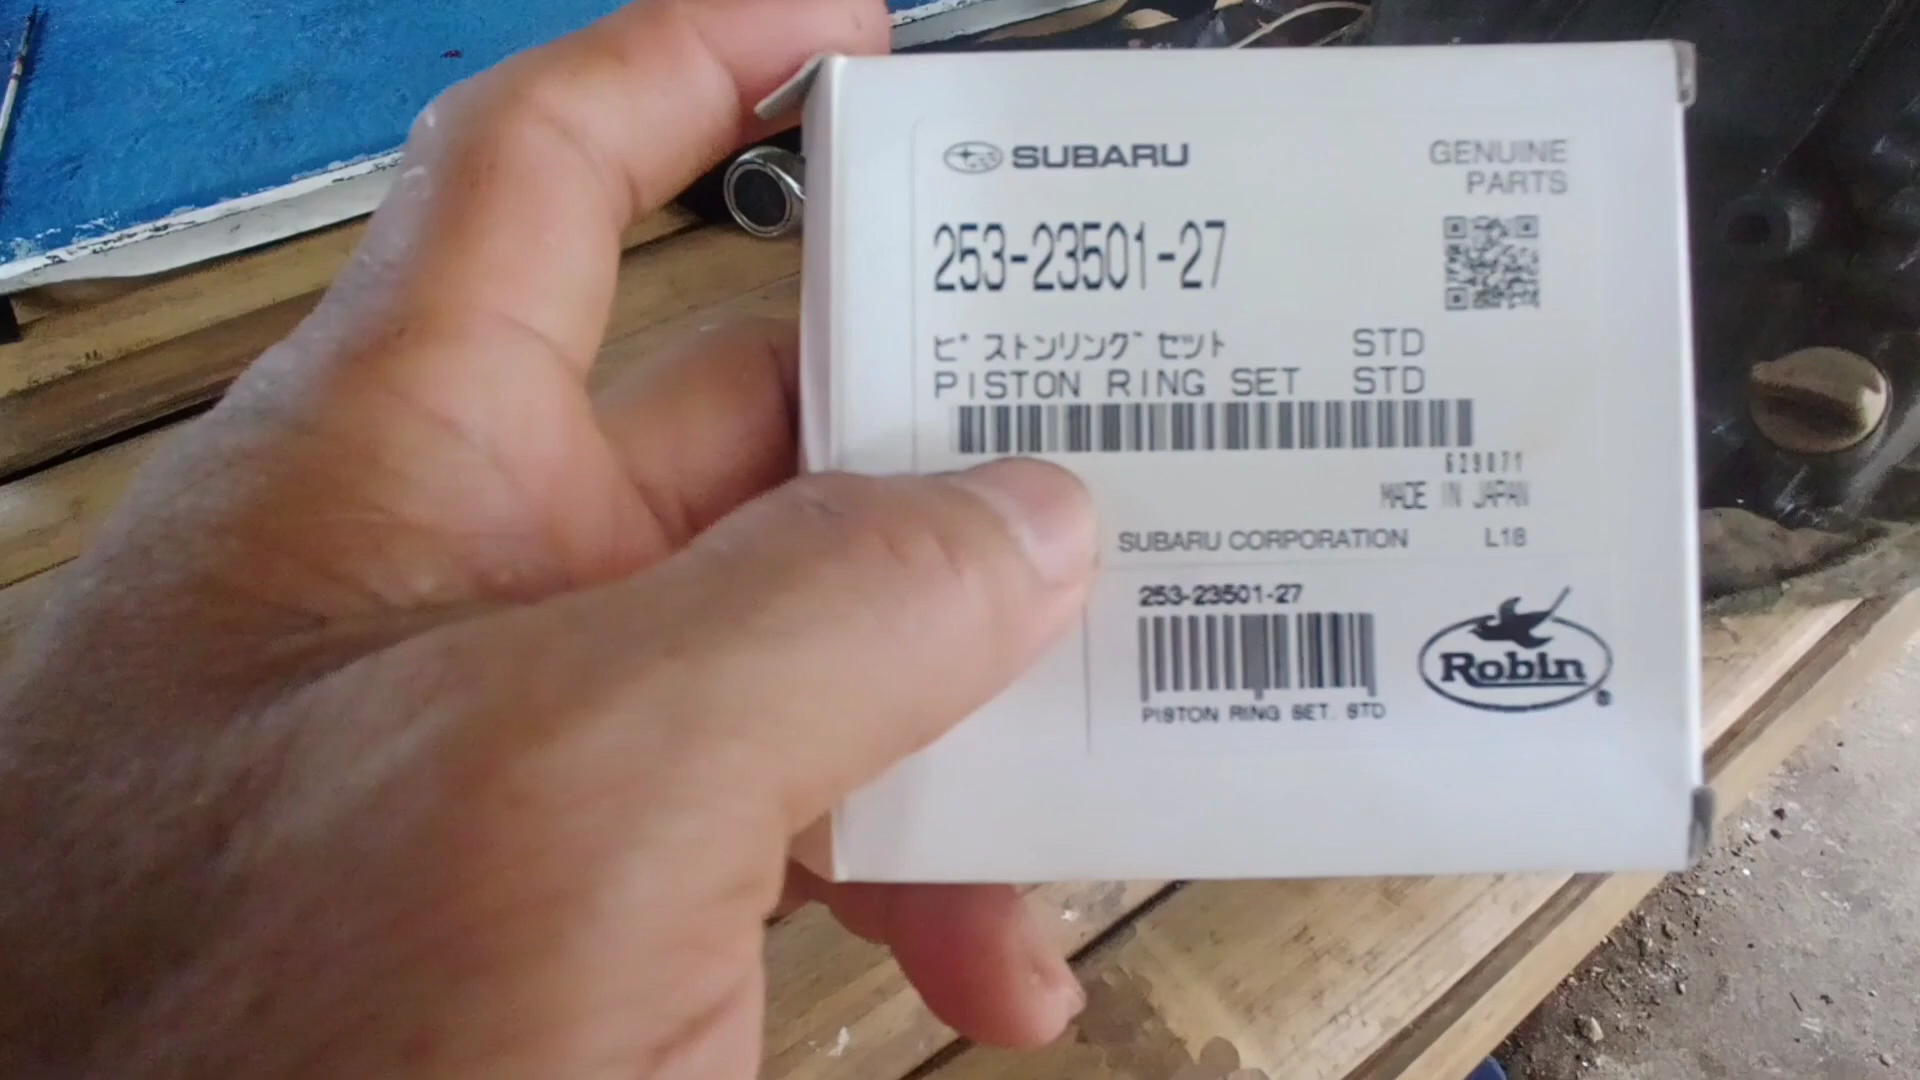 SUBARU
GENUINE
PARTS
253-23501-27
ピストンリングセット STD
PISTON RING SET STD
629071
MADE IN JAPAN
SUBARU CORPORATION L18
253-23501-27
PISTON RING SET. STD
Robin
®